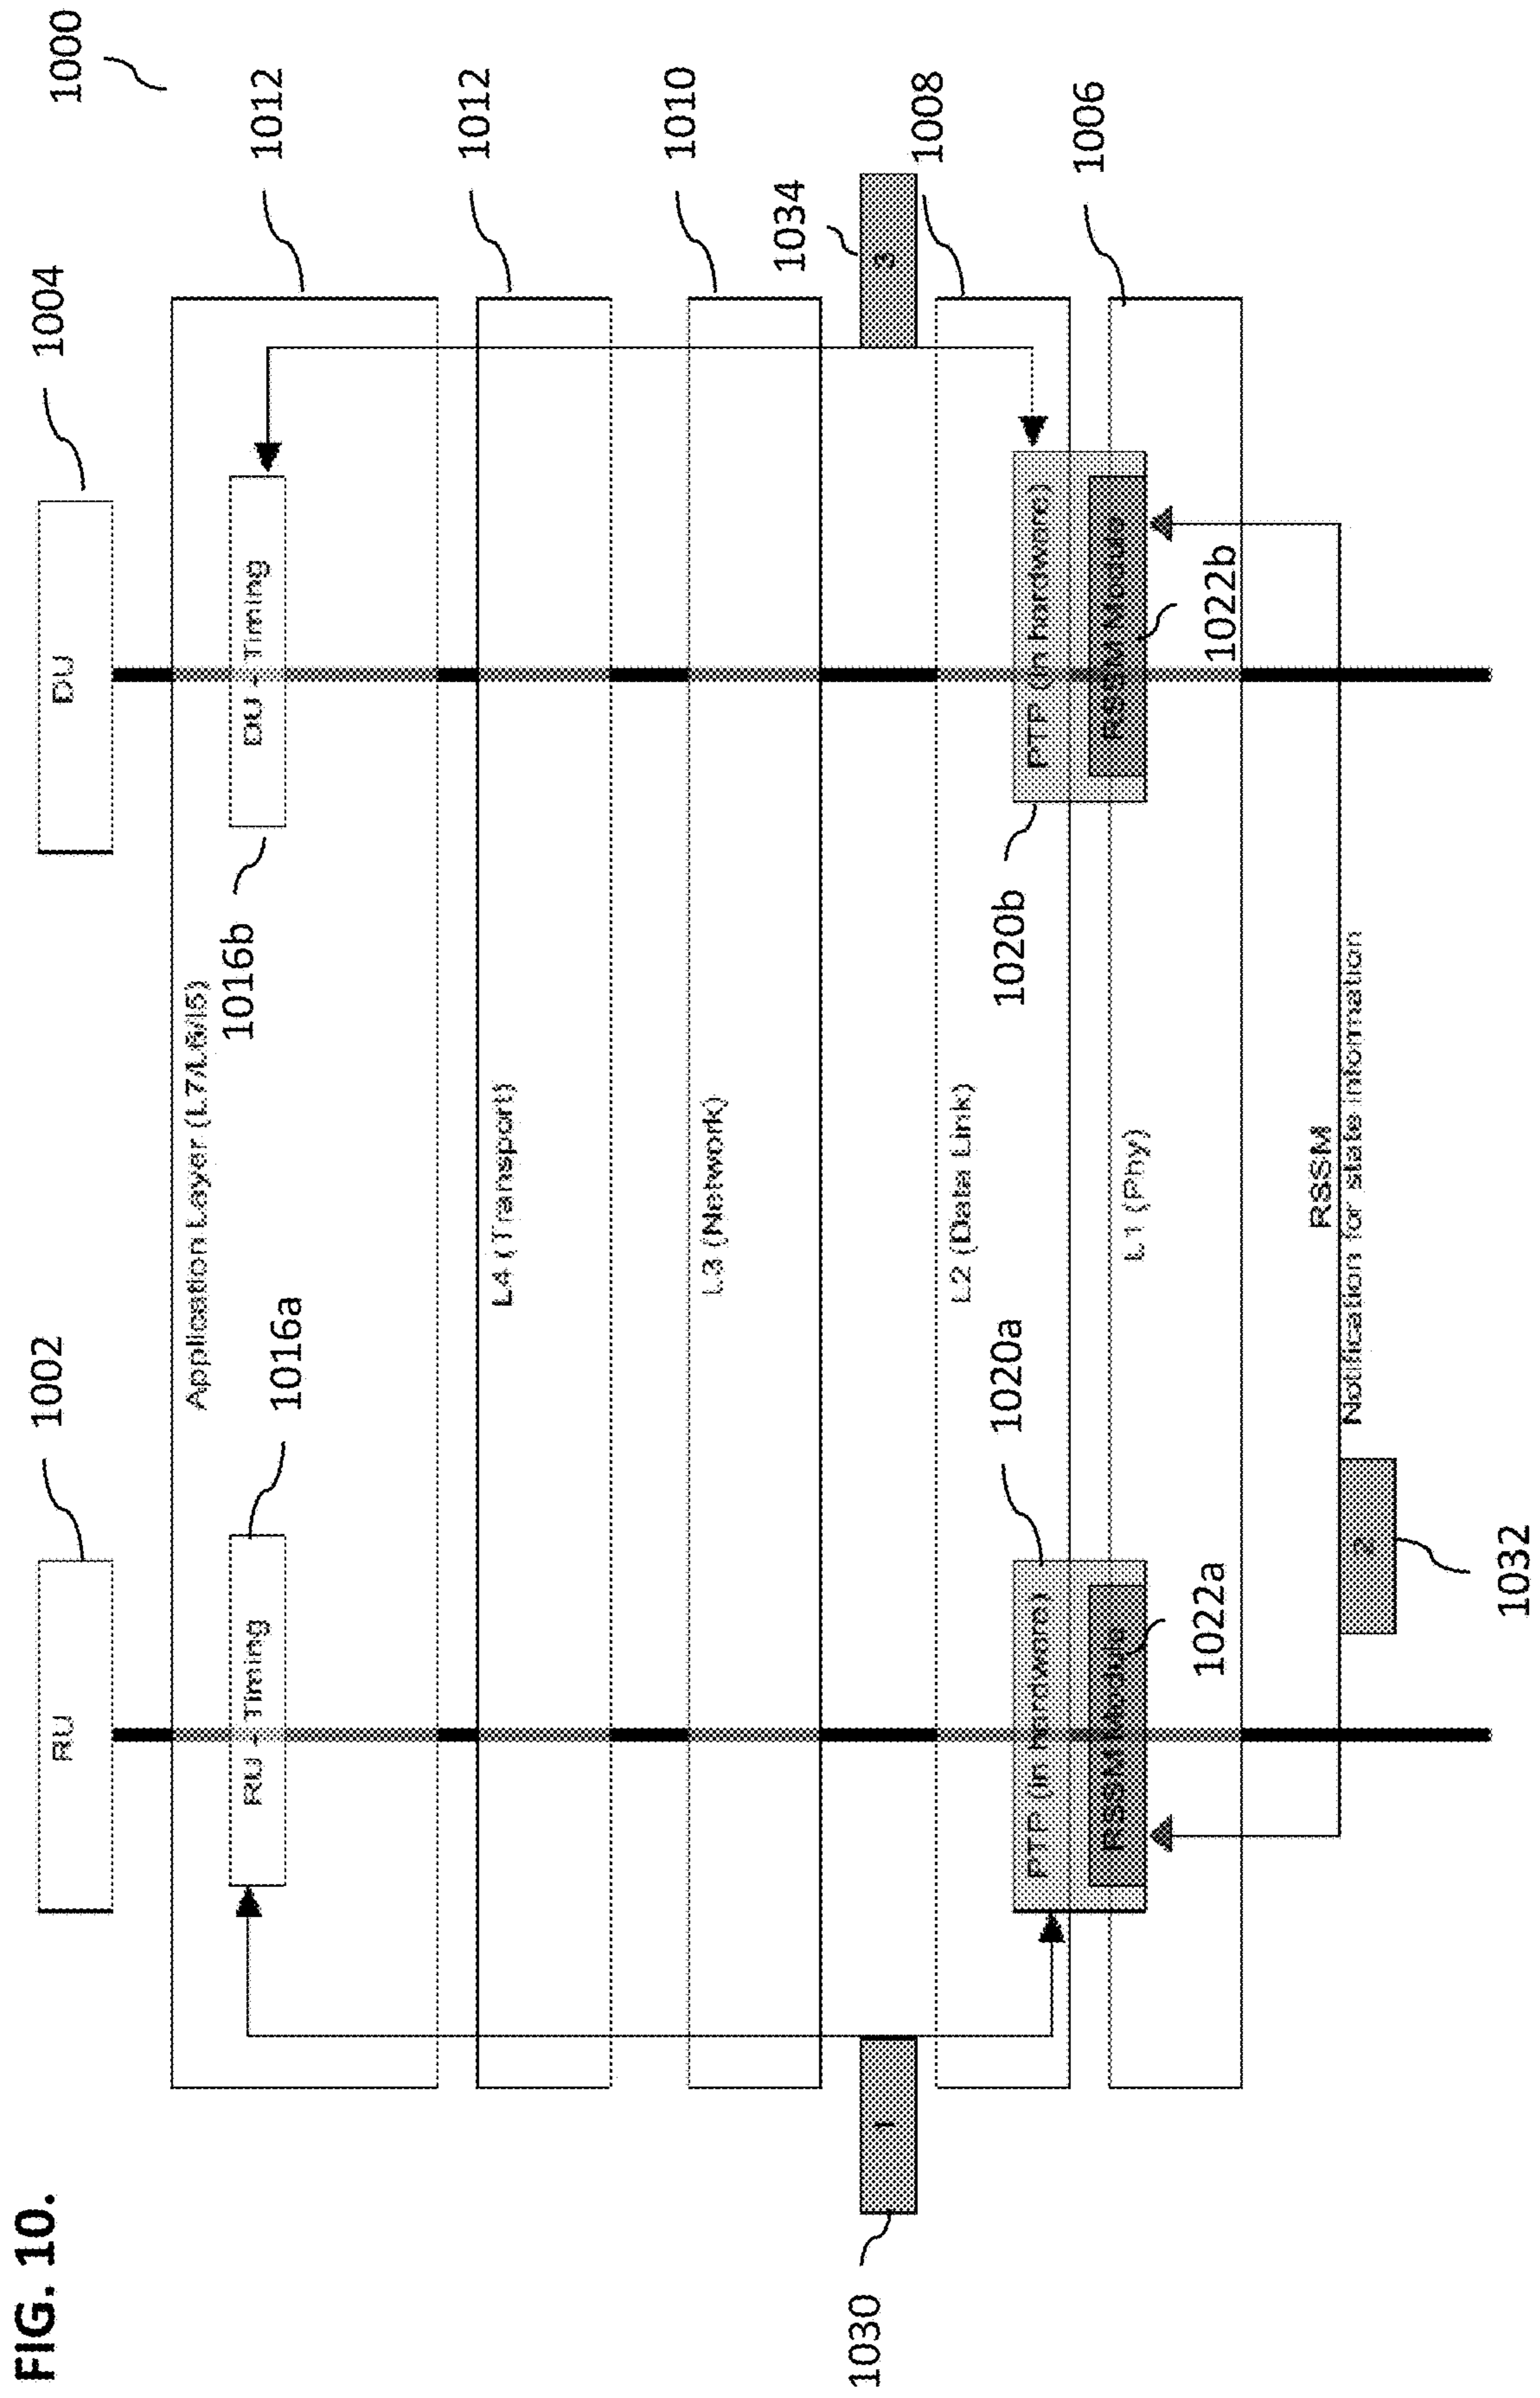 FIG. 10.
1000
RU
1002
DU
1004
Application Layer (L7/L6/l5)
1012
RU - Timing
1016a
DU - Timing
1016b
L4 (Transport)
1012
L3 (Network)
1010
1030
1
3
1034
L2 (Data Link)
1008
PTP (in hardware)
1020a
PTP (in hardware)
1020b
RSSM Module
1022a
RSSM Module
1022b
L1 (Phy)
1006
RSSM
Notification for state information
2
1032